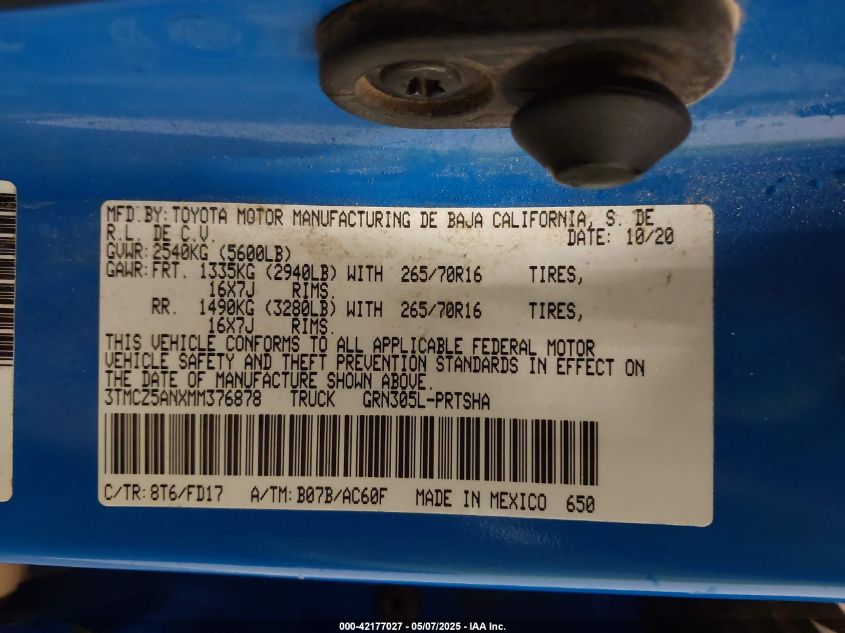 MFD.BY:TOYOTA MOTOR MANUFACTURING DE BAJA CALIFORNIA, S. DE
R.L. DE C.V. DATE: 10/20
GVWR:2540KG (5600LB)
GAWR:FRT. 1335KG (2940LB) WITH 265/70R16 TIRES,
16X7J RIMS.
RR. 1490KG (3280LB) WITH 265/70R16 TIRES,
16X7J RIMS.
THIS VEHICLE CONFORMS TO ALL APPLICABLE FEDERAL MOTOR
VEHICLE SAFETY AND THEFT PREVENTION STANDARDS IN EFFECT ON
THE DATE OF MANUFACTURE SHOWN ABOVE.
3TMCZ5ANXMM376878 TRUCK GRN305L-PRTSHA
C/TR:8T6/FD17 A/TM:B07B/AC60F MADE IN MEXICO 650
000-42177027 - 05/07/2025 - IAA Inc.